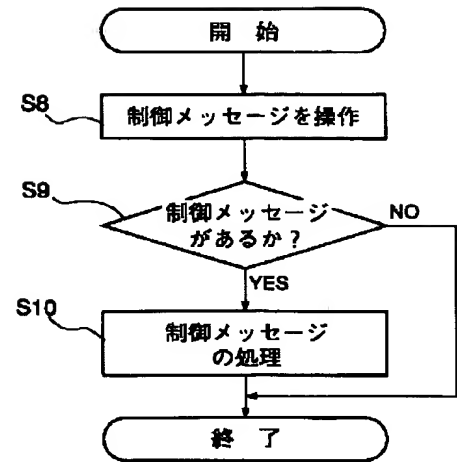 開 始
S8
制御メッセージを操作
S9
制御メッセージ
があるか?
NO
YES
S10
制御メッセージ
の処理
終 了